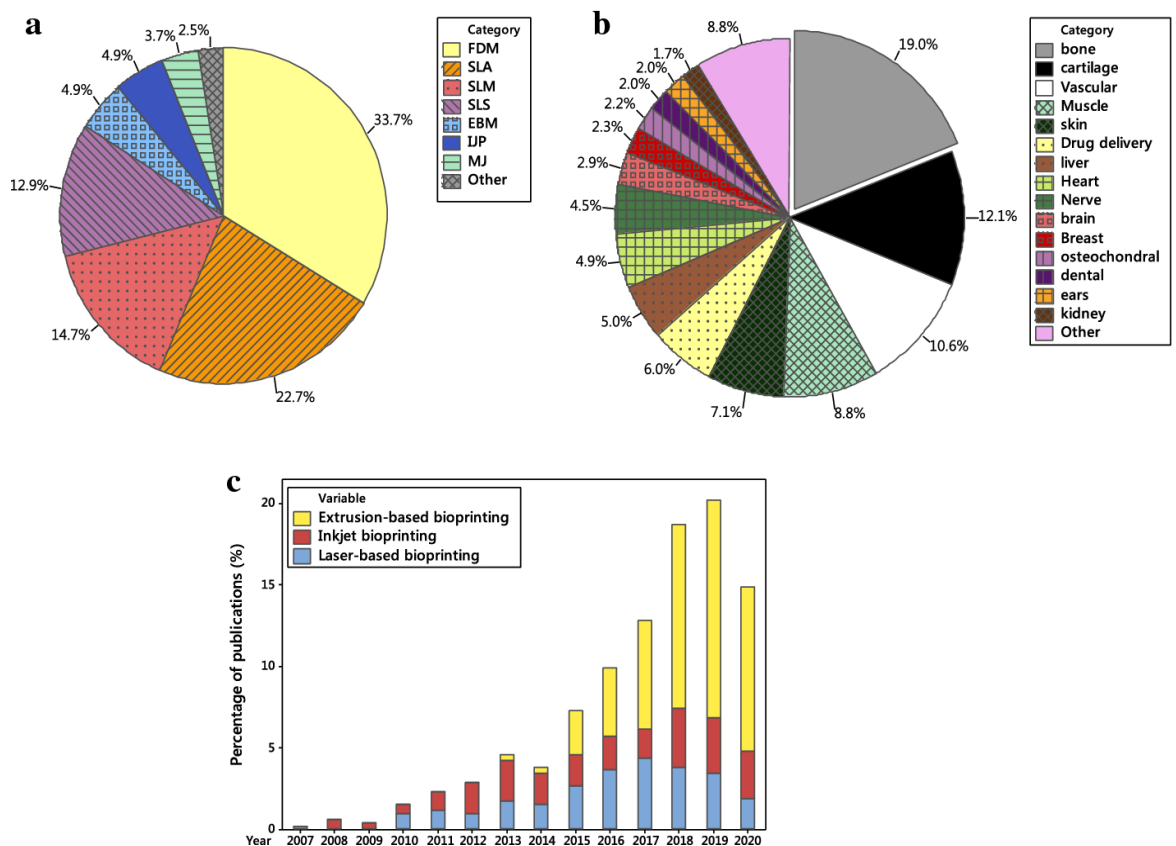 a
Category
FDM
SLA
SLM
SLS
EBM
IJP
MJ
Other
2.5%
3.7%
4.9%
4.9%
12.9%
14.7%
22.7%
33.7%
b
Category
bone
cartilage
Vascular
Muscle
skin
Drug delivery
liver
Heart
Nerve
brain
Breast
osteochondral
dental
ears
kidney
Other
8.8%
1.7%
2.0%
2.0%
2.2%
2.3%
2.9%
4.5%
4.9%
5.0%
6.0%
7.1%
8.8%
10.6%
12.1%
19.0%
c
Variable
Extrusion-based bioprinting
Inkjet bioprinting
Laser-based bioprinting
Percentage of publications (%)
20
15
10
5
0
Year 2007 2008 2009 2010 2011 2012 2013 2014 2015 2016 2017 2018 2019 2020